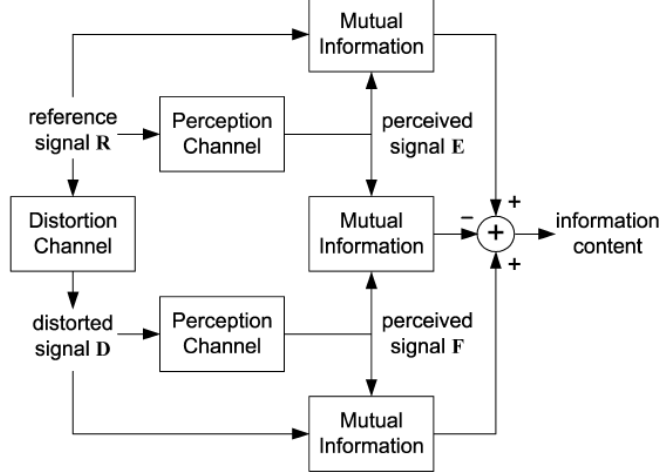 Mutual
Information
reference
signal R
Perception
Channel
perceived
signal E
Distortion
Channel
Mutual
Information
−
+
+
+
information
content
distorted
signal D
Perception
Channel
perceived
signal F
Mutual
Information